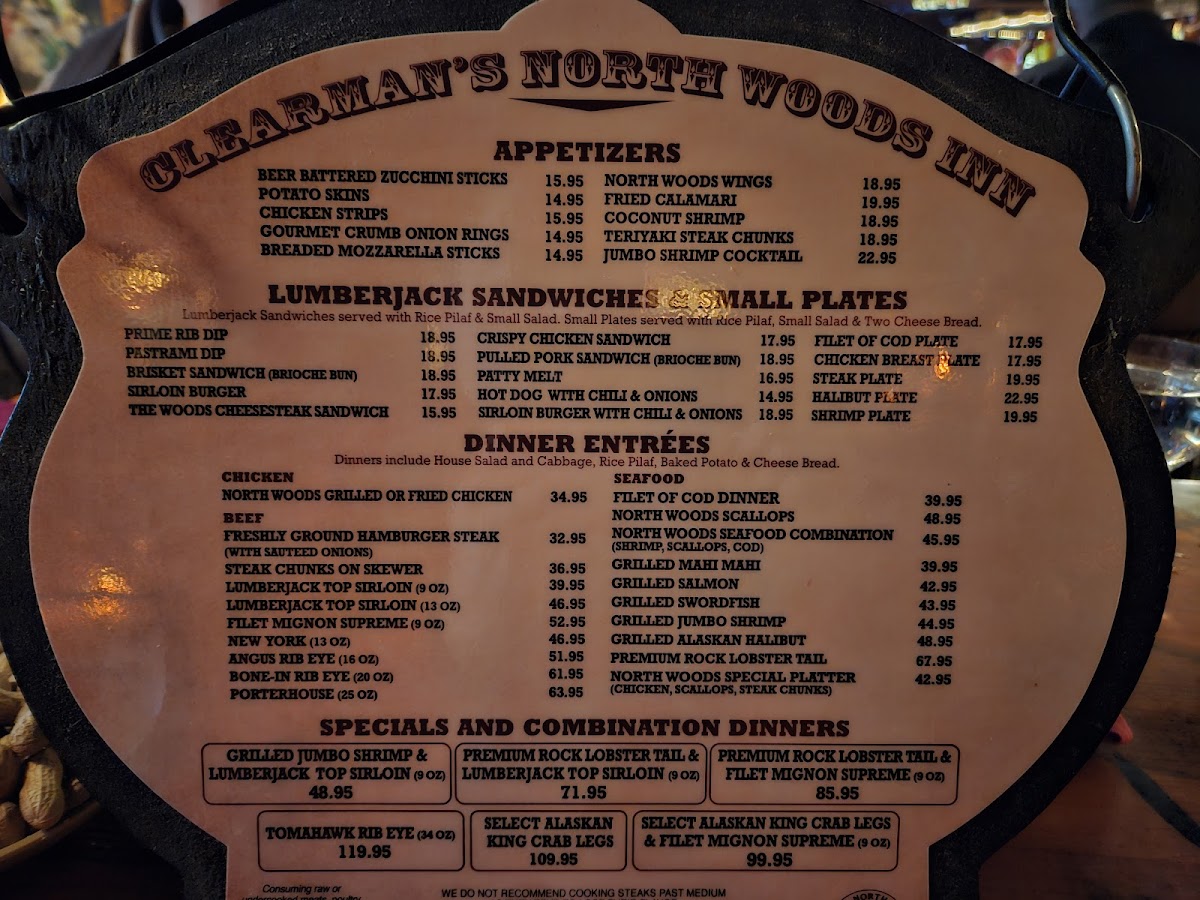 CLEARMAN'S NORTH WOODS INN
APPETIZERS
BEER BATTERED ZUCCHINI STICKS 15.95
POTATO SKINS 14.95
CHICKEN STRIPS 15.95
GOURMET CRUMB ONION RINGS 14.95
BREADED MOZZARELLA STICKS 14.95
NORTH WOODS WINGS 18.95
FRIED CALAMARI 19.95
COCONUT SHRIMP 18.95
TERIYAKI STEAK CHUNKS 18.95
JUMBO SHRIMP COCKTAIL 22.95
LUMBERJACK SANDWICHES & SMALL PLATES
Lumberjack Sandwiches served with Rice Pilaf & Small Salad. Small Plates served with Rice Pilaf, Small Salad & Two Cheese Bread.
PRIME RIB DIP 18.95
PASTRAMI DIP 18.95
BRISKET SANDWICH (BRIOCHE BUN) 18.95
SIRLOIN BURGER 17.95
THE WOODS CHEESESTEAK SANDWICH 15.95
CRISPY CHICKEN SANDWICH 17.95
PULLED PORK SANDWICH (BRIOCHE BUN) 18.95
PATTY MELT 16.95
HOT DOG WITH CHILI & ONIONS 14.95
SIRLOIN BURGER WITH CHILI & ONIONS 18.95
FILET OF COD PLATE 17.95
CHICKEN BREAST PLATE 17.95
STEAK PLATE 19.95
HALIBUT PLATE 22.95
SHRIMP PLATE 19.95
DINNER ENTRÉES
Dinners include House Salad and Cabbage, Rice Pilaf, Baked Potato & Cheese Bread.
CHICKEN
NORTH WOODS GRILLED OR FRIED CHICKEN 34.95
BEEF
FRESHLY GROUND HAMBURGER STEAK 32.95
(WITH SAUTEED ONIONS)
STEAK CHUNKS ON SKEWER 36.95
LUMBERJACK TOP SIRLOIN (9 OZ) 39.95
LUMBERJACK TOP SIRLOIN (13 OZ) 46.95
FILET MIGNON SUPREME (9 OZ) 52.95
NEW YORK (13 OZ) 46.95
ANGUS RIB EYE (16 OZ) 51.95
BONE-IN RIB EYE (20 OZ) 61.95
PORTERHOUSE (25 OZ) 63.95
SEAFOOD
FILET OF COD DINNER 39.95
NORTH WOODS SCALLOPS 48.95
NORTH WOODS SEAFOOD COMBINATION 45.95
(SHRIMP, SCALLOPS, COD)
GRILLED MAHI MAHI 39.95
GRILLED SALMON 42.95
GRILLED SWORDFISH 43.95
GRILLED JUMBO SHRIMP 44.95
GRILLED ALASKAN HALIBUT 48.95
PREMIUM ROCK LOBSTER TAIL 67.95
NORTH WOODS SPECIAL PLATTER 42.95
(CHICKEN, SCALLOPS, STEAK CHUNKS)
SPECIALS AND COMBINATION DINNERS
GRILLED JUMBO SHRIMP &
LUMBERJACK TOP SIRLOIN (9 OZ)
48.95
PREMIUM ROCK LOBSTER TAIL &
LUMBERJACK TOP SIRLOIN (9 OZ)
71.95
PREMIUM ROCK LOBSTER TAIL &
FILET MIGNON SUPREME (9 OZ)
85.95
TOMAHAWK RIB EYE (34 OZ)
119.95
SELECT ALASKAN
KING CRAB LEGS
109.95
SELECT ALASKAN KING CRAB LEGS
& FILET MIGNON SUPREME (9 OZ)
99.95
Consuming raw or
undercooked meats, poultry
WE DO NOT RECOMMEND COOKING STEAKS PAST MEDIUM
NORTH